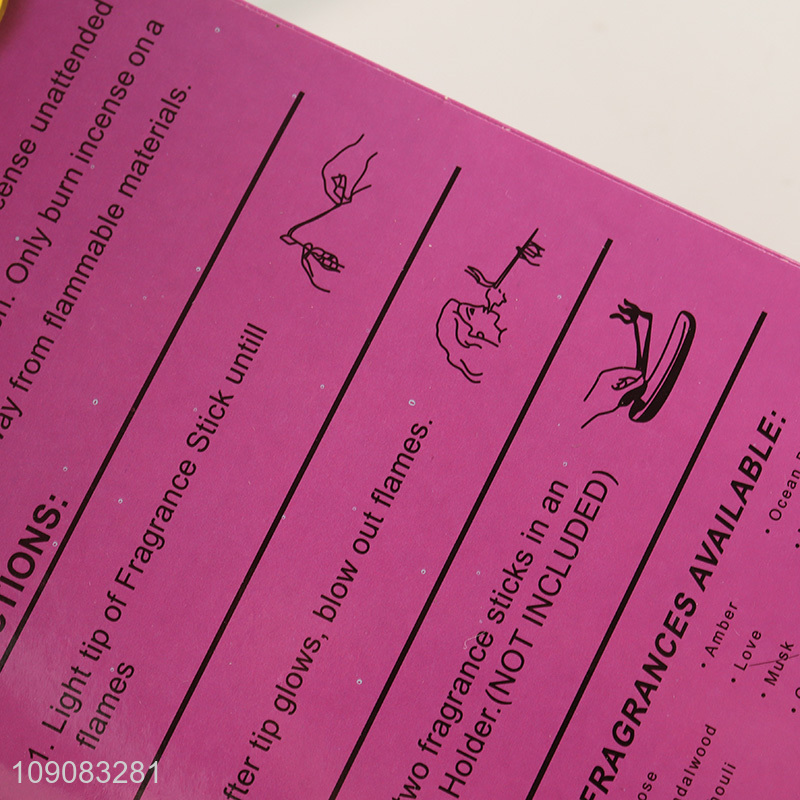 cense unattended
Only burn incense on a
from flammable materials.
TIONS:
1. Light tip of Fragrance Stick untill
flames
fter tip glows, blow out flames.
two fragrance sticks in an
Holder.(NOT INCLUDED)
FRAGRANCES AVAILABLE:
• Amber
• Love
• Musk
• Ocean
ose
dalwood
houli
109083281